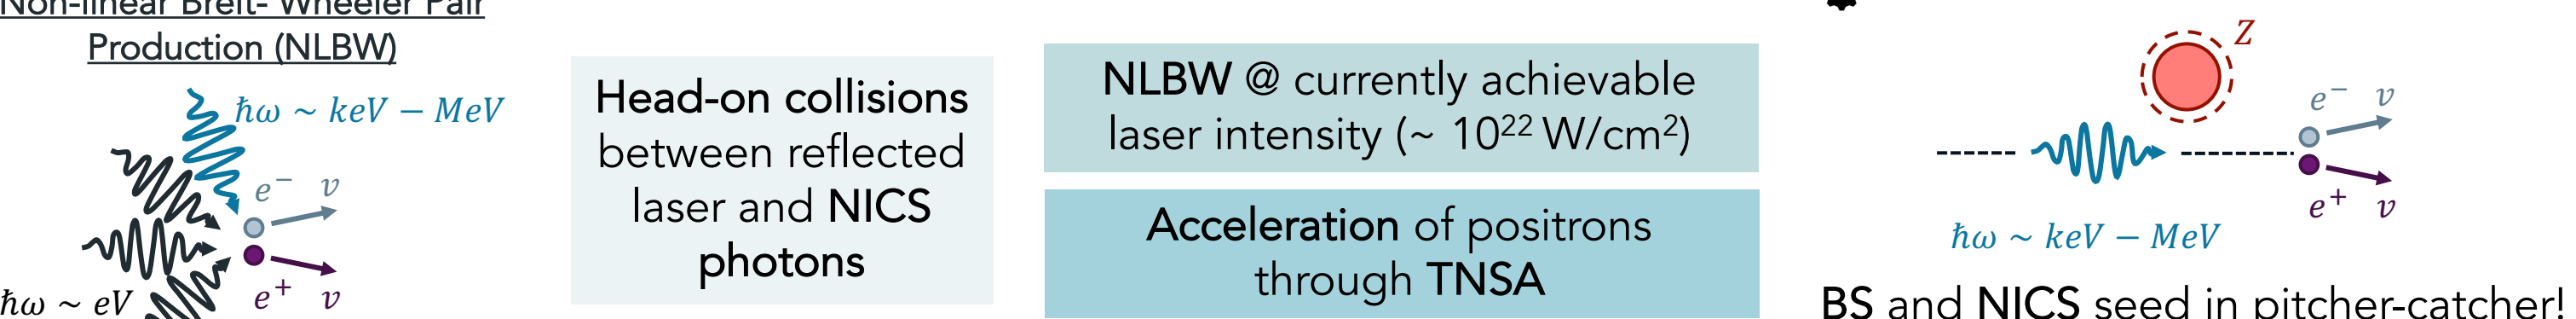 Non-linear Breit- Wheeler Pair
Production (NLBW)
ℏω ~ keV − MeV
e⁻ v
e⁺ v
ℏω ~ eV
Head-on collisions
between reflected
laser and NICS
photons
NLBW @ currently achievable
laser intensity (~ 10²² W/cm²)
Acceleration of positrons
through TNSA
Z
e⁻ v
e⁺ v
ℏω ~ keV − MeV
BS and NICS seed in pitcher-catcher!